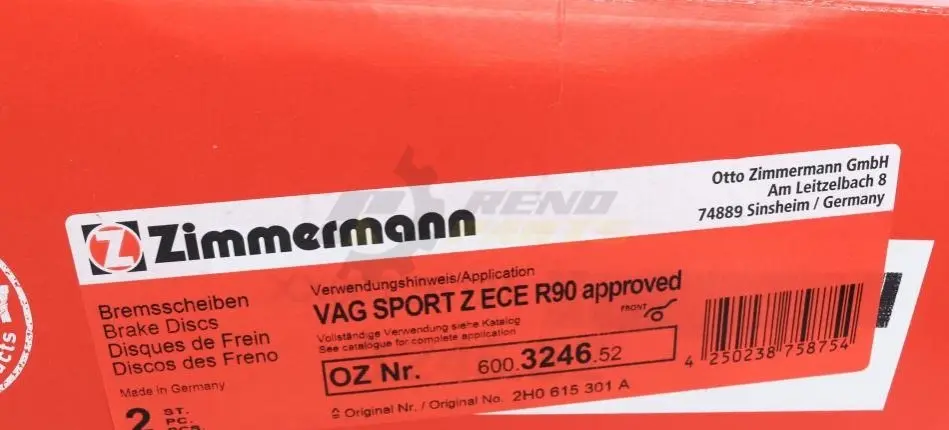 Otto Zimmermann GmbH
Am Leitzelbach 8
74889 Sinsheim / Germany
Z Zimmermann
RENO
PARTS
Bremsscheiben
Brake Discs
Disques de Frein
Discos des Freno
Made in Germany
2 ST.
PC.
Verwendungshinweis/Application
VAG SPORT Z ECE R90 approved
Vollständige Verwendung siehe Katalog
See catalogue for complete application
FRONT
OZ Nr. 600.3246.52
≙ Original Nr. / Original No. 2H0 615 301 A
4 250238 758754